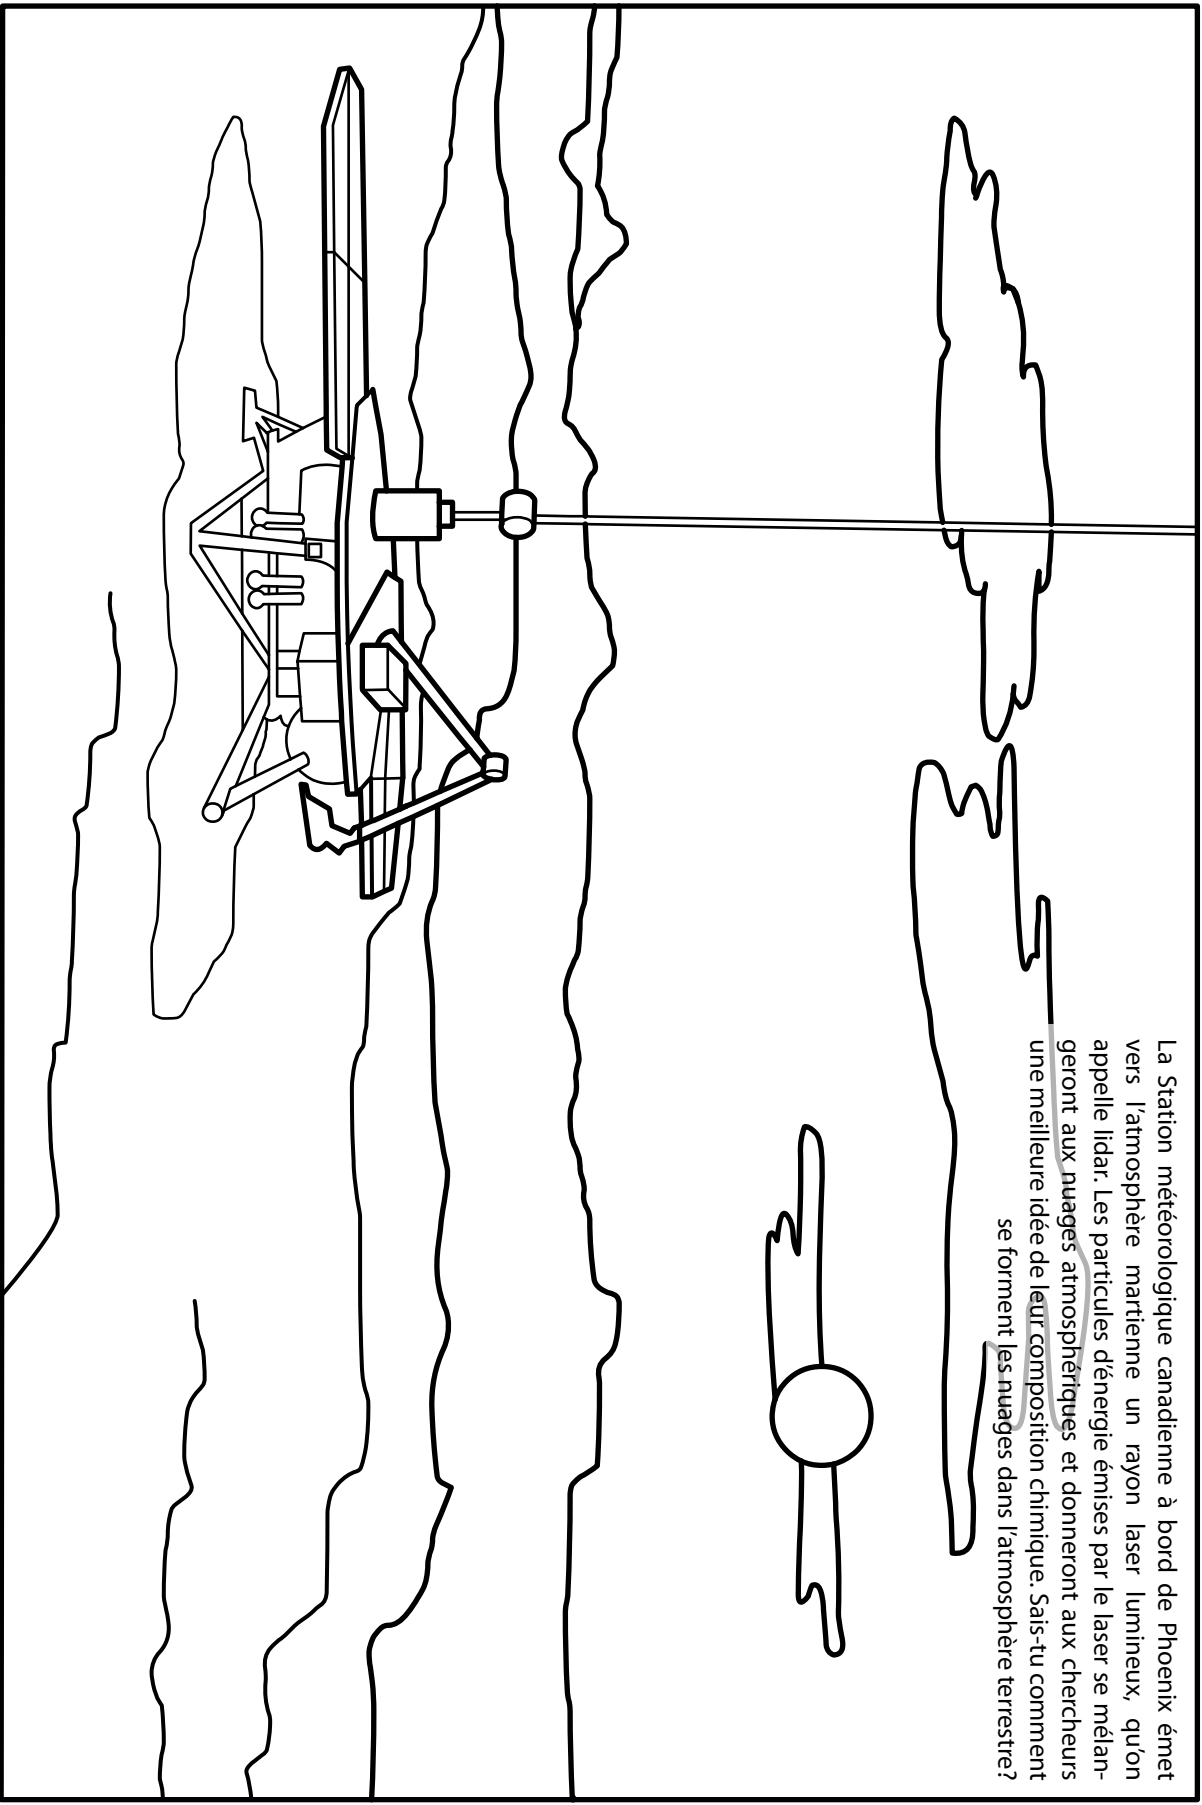 La Station météorologique canadienne à bord de Phoenix émet
vers l'atmosphère martienne un rayon laser lumineux, qu'on
appelle lidar. Les particules d'énergie émises par le laser se mélan-
geront aux nuages atmosphériques et donneront aux chercheurs
une meilleure idée de leur composition chimique. Sais-tu comment
se forment les nuages dans l'atmosphère terrestre?